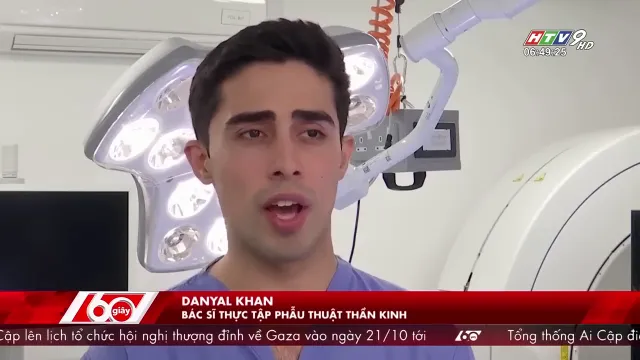 HTV9 HD
06:49:25
DANYAL KHAN
60 giây
BÁC SĨ THỰC TẬP PHẪU THUẬT THẦN KINH
Cập lên lịch tổ chức hội nghị thượng đỉnh về Gaza vào ngày 21/10 tới 60 Tổng thống Ai Cập đi